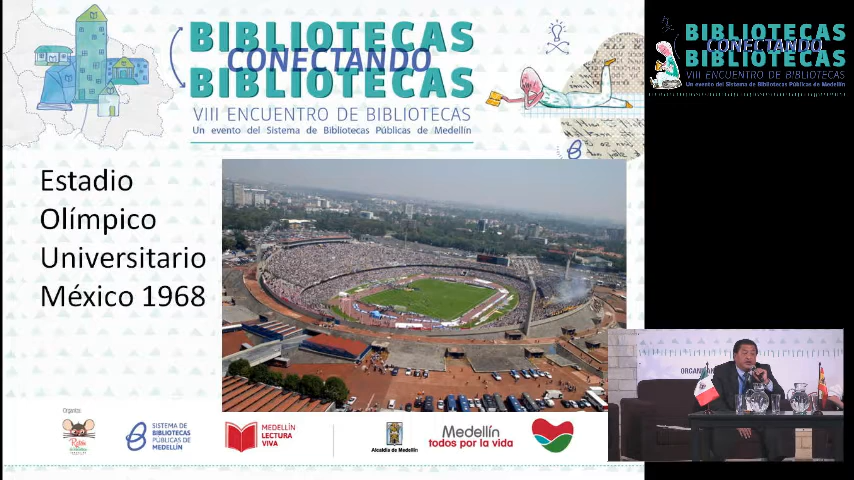 BIBLIOTECAS
CONECTANDO
BIBLIOTECAS
VIII ENCUENTRO DE BIBLIOTECAS
Un evento del Sistema de Bibliotecas Públicas de Medellín
BIBLIOTECAS
CONECTANDO
BIBLIOTECAS
VIII ENCUENTRO DE BIBLIOTECAS
Un evento del Sistema de Bibliotecas Públicas de Medellín
Estadio
Olímpico
Universitario
México 1968
SISTEMA DE
BIBLIOTECAS
PÚBLICAS DE
MEDELLÍN
MEDELLÍN
LECTURA
VIVA
Alcaldía de Medellín
Medellín
todos por la vida